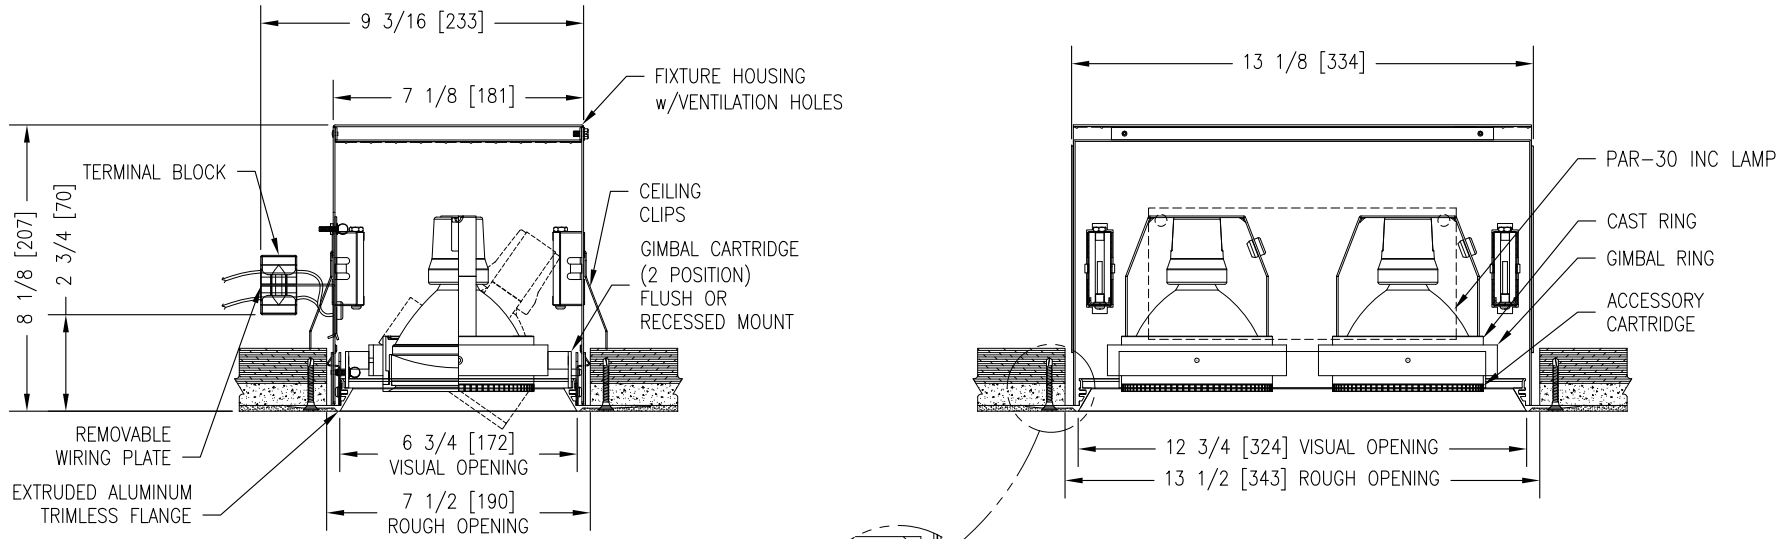 9 3/16 [233]
FIXTURE HOUSING
w/VENTILATION HOLES
7 1/8 [181]
TERMINAL BLOCK
8 1/8 [207]
2 3/4 [70]
CEILING
CLIPS
GIMBAL CARTRIDGE
(2 POSITION)
FLUSH OR
RECESSED MOUNT
REMOVABLE
WIRING PLATE
EXTRUDED ALUMINUM
TRIMLESS FLANGE
6 3/4 [172]
VISUAL OPENING
7 1/2 [190]
ROUGH OPENING
13 1/8 [334]
PAR-30 INC LAMP
CAST RING
GIMBAL RING
ACCESSORY
CARTRIDGE
12 3/4 [324] VISUAL OPENING
13 1/2 [343] ROUGH OPENING